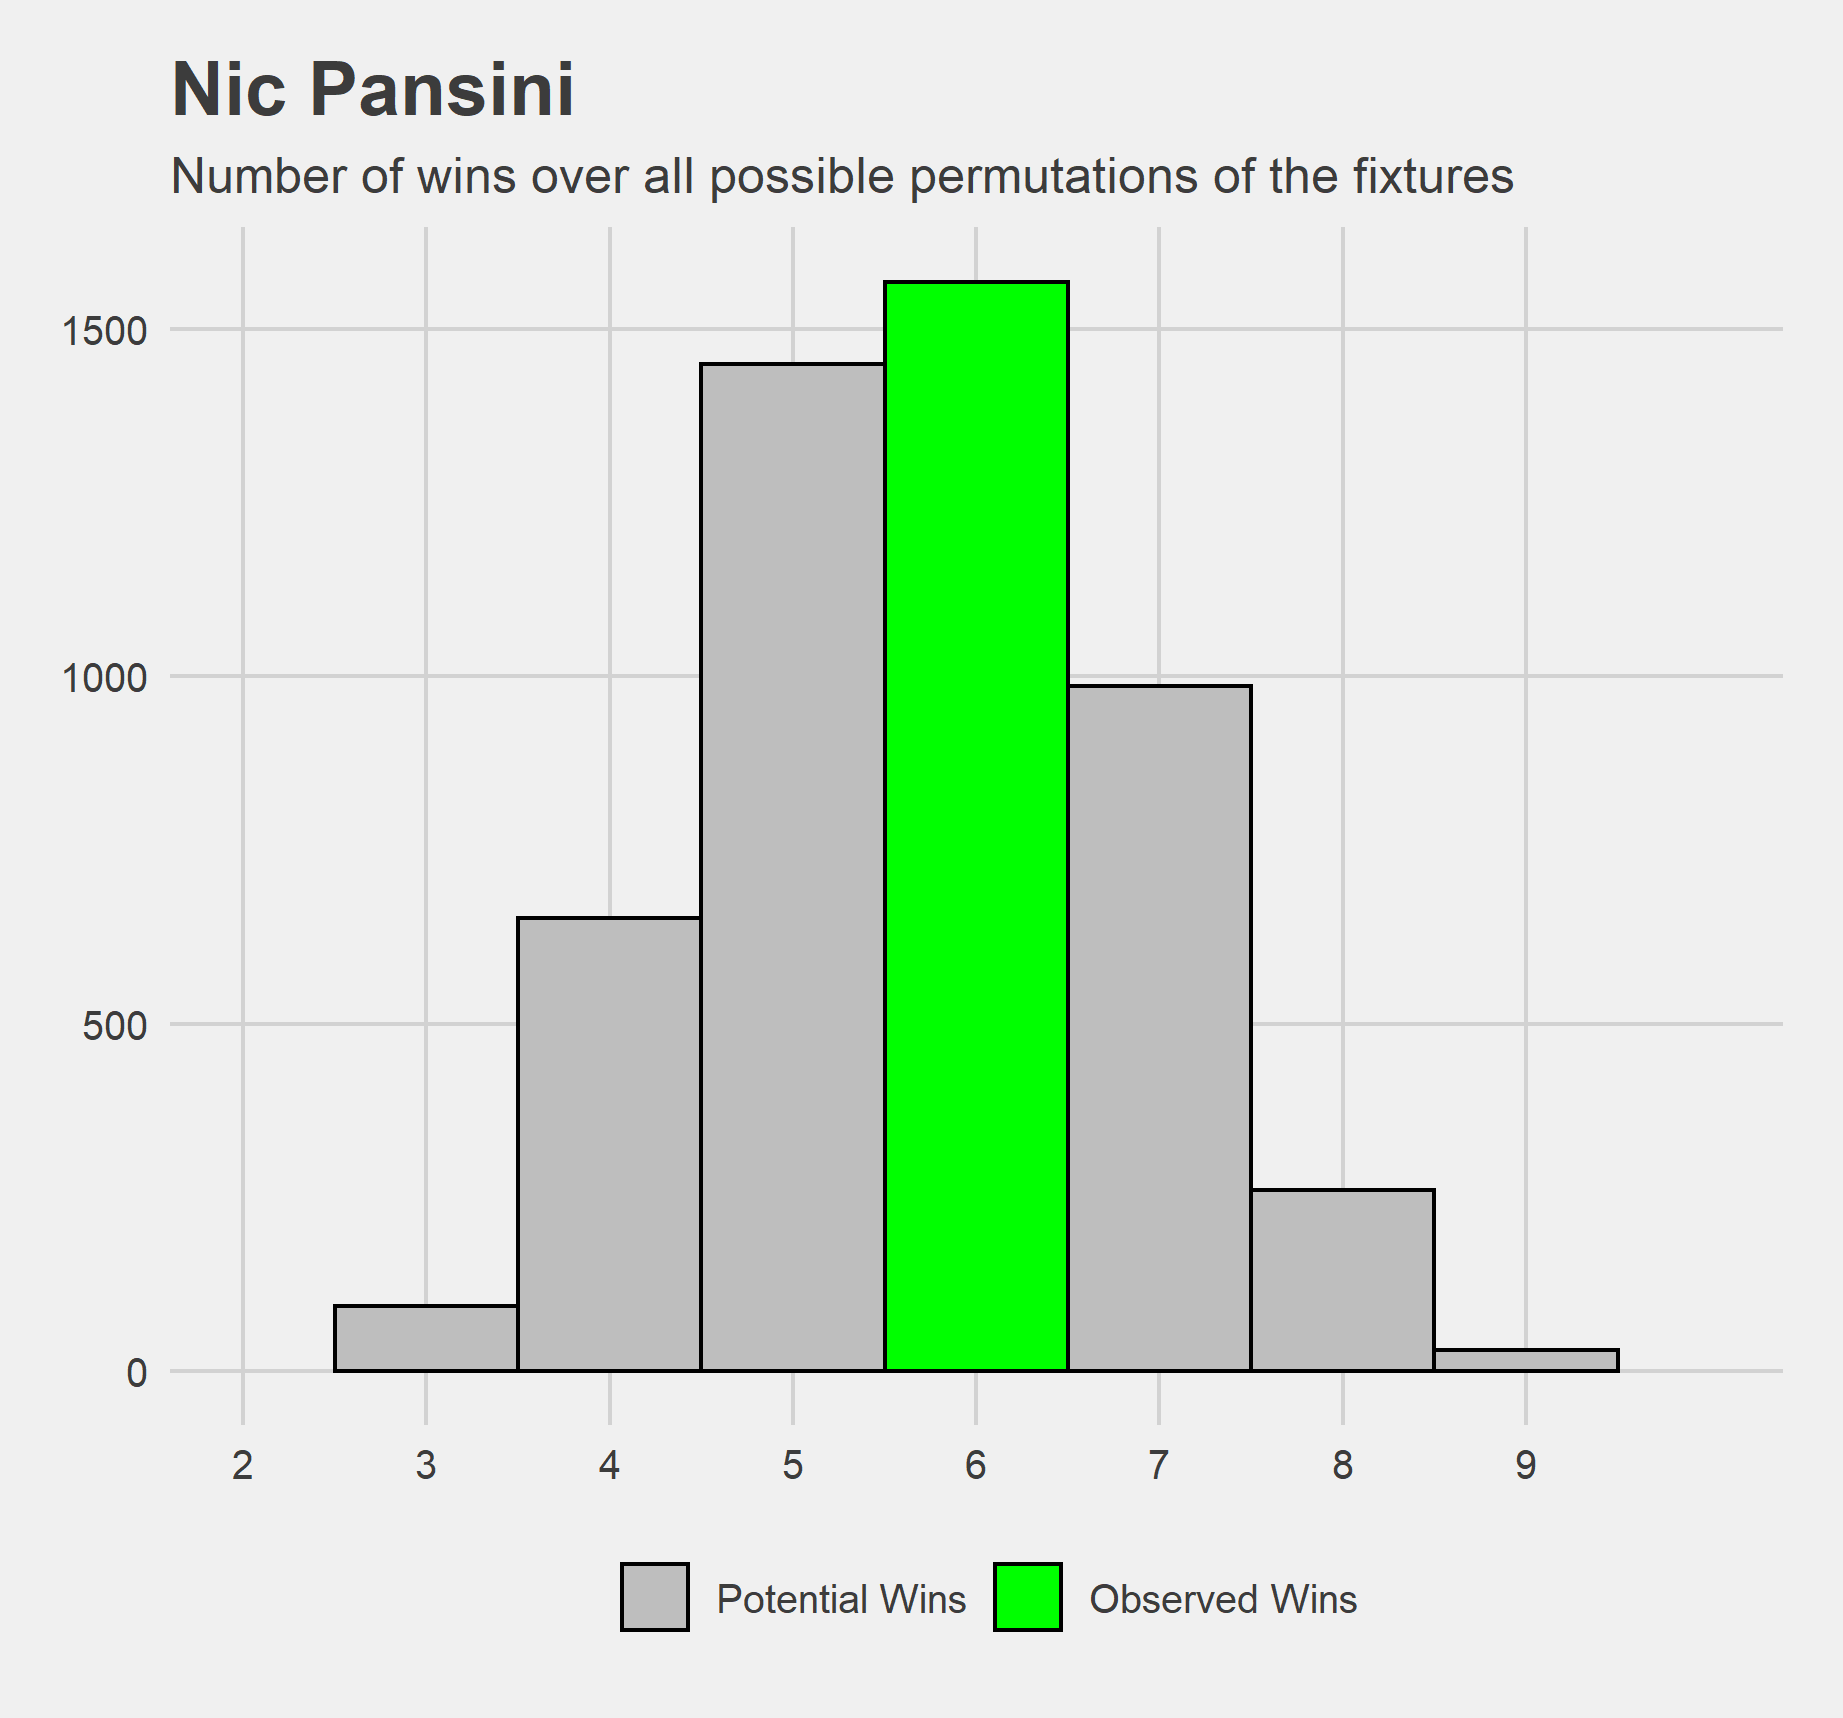 Nic Pansini
Number of wins over all possible permutations of the fixtures
1500
1000
500
0
2 3 4 5 6 7 8 9
Potential Wins Observed Wins